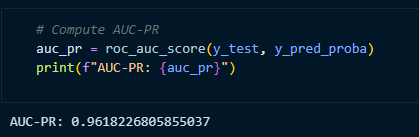 # Compute AUC-PR
auc_pr = roc_auc_score(y_test, y_pred_proba)
print(f"AUC-PR: {auc_pr}")
AUC-PR: 0.9618226805855037